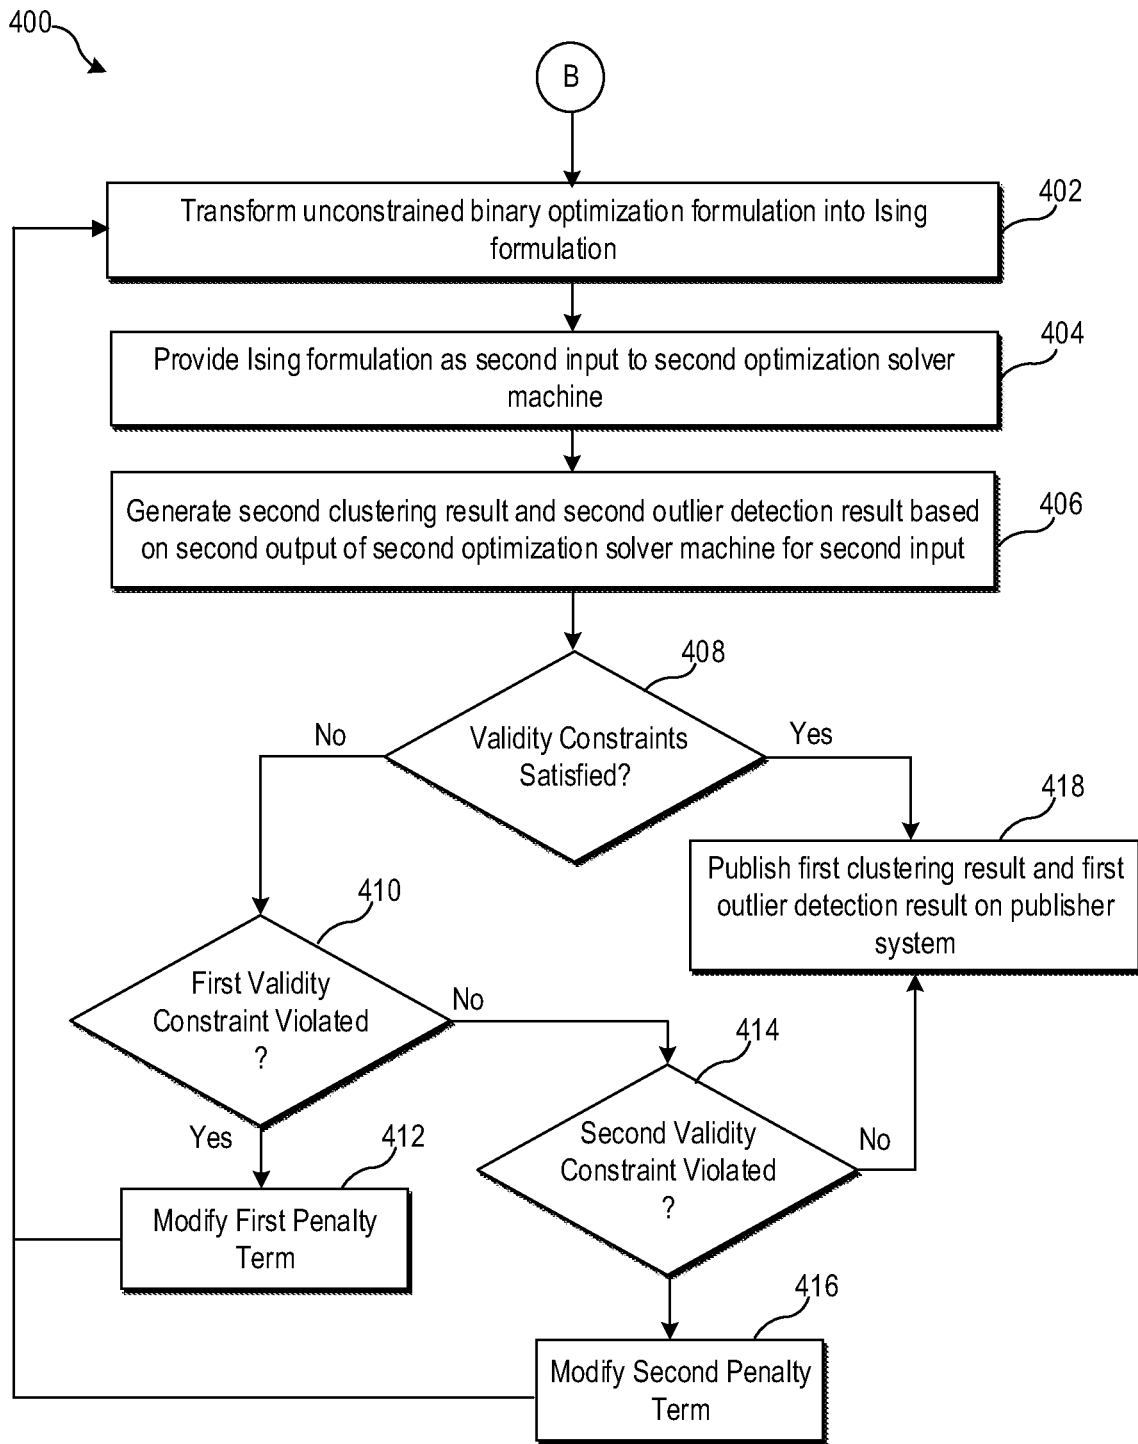 400
B
402
Transform unconstrained binary optimization formulation into Ising
formulation
404
Provide Ising formulation as second input to second optimization solver
machine
406
Generate second clustering result and second outlier detection result based
on second output of second optimization solver machine for second input
408
No
Yes
Validity Constraints
Satisfied?
418
Publish first clustering result and first
outlier detection result on publisher
system
410
First Validity
Constraint Violated
?
No
414
Second Validity
Constraint Violated
?
No
Yes
412
Modify First Penalty
Term
416
Modify Second Penalty
Term